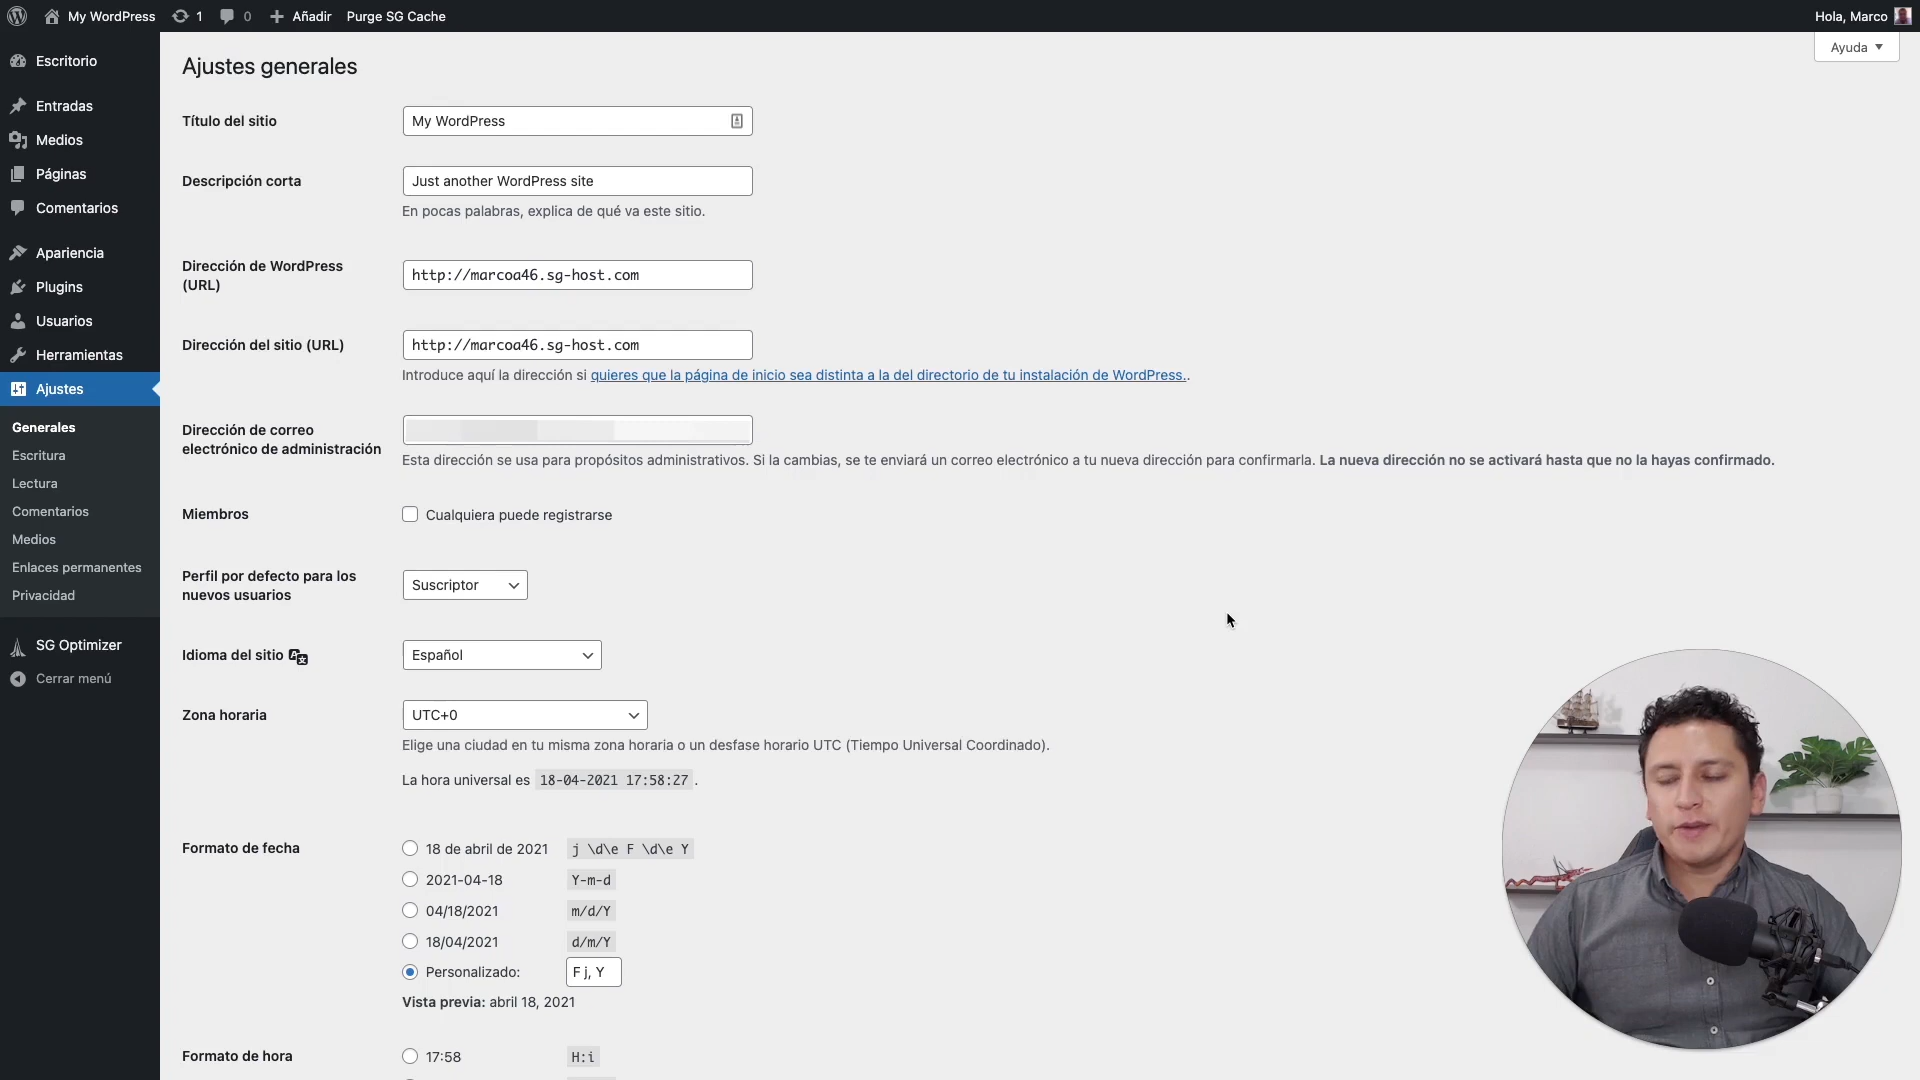 My WordPress 1 0 Añadir Purge SG Cache Hola, Marco
Ayuda
Escritorio
Entradas
Medios
Páginas
Comentarios
Apariencia
Plugins
Usuarios
Herramientas
Ajustes
Generales
Escritura
Lectura
Comentarios
Medios
Enlaces permanentes
Privacidad
SG Optimizer
Cerrar menú
Ajustes generales
Título del sitio My WordPress
Descripción corta Just another WordPress site
En pocas palabras, explica de qué va este sitio.
Dirección de WordPress
(URL)
http://marcoa46.sg-host.com
Dirección del sitio (URL) http://marcoa46.sg-host.com
Introduce aquí la dirección si quieres que la página de inicio sea distinta a la del directorio de tu instalación de WordPress..
Dirección de correo
electrónico de administración
Esta dirección se usa para propósitos administrativos. Si la cambias, se te enviará un correo electrónico a tu nueva dirección para confirmarla. La nueva dirección no se activará hasta que no la hayas confirmado.
Miembros Cualquiera puede registrarse
Perfil por defecto para los
nuevos usuarios
Suscriptor
Idioma del sitio Español
Zona horaria UTC+0
Elige una ciudad en tu misma zona horaria o un desfase horario UTC (Tiempo Universal Coordinado).
La hora universal es 18-04-2021 17:58:27 .
Formato de fecha 18 de abril de 2021 j \d\e F \d\e Y
2021-04-18 Y-m-d
04/18/2021 m/d/Y
18/04/2021 d/m/Y
Personalizado: F j, Y
Vista previa: abril 18, 2021
Formato de hora 17:58 H:i